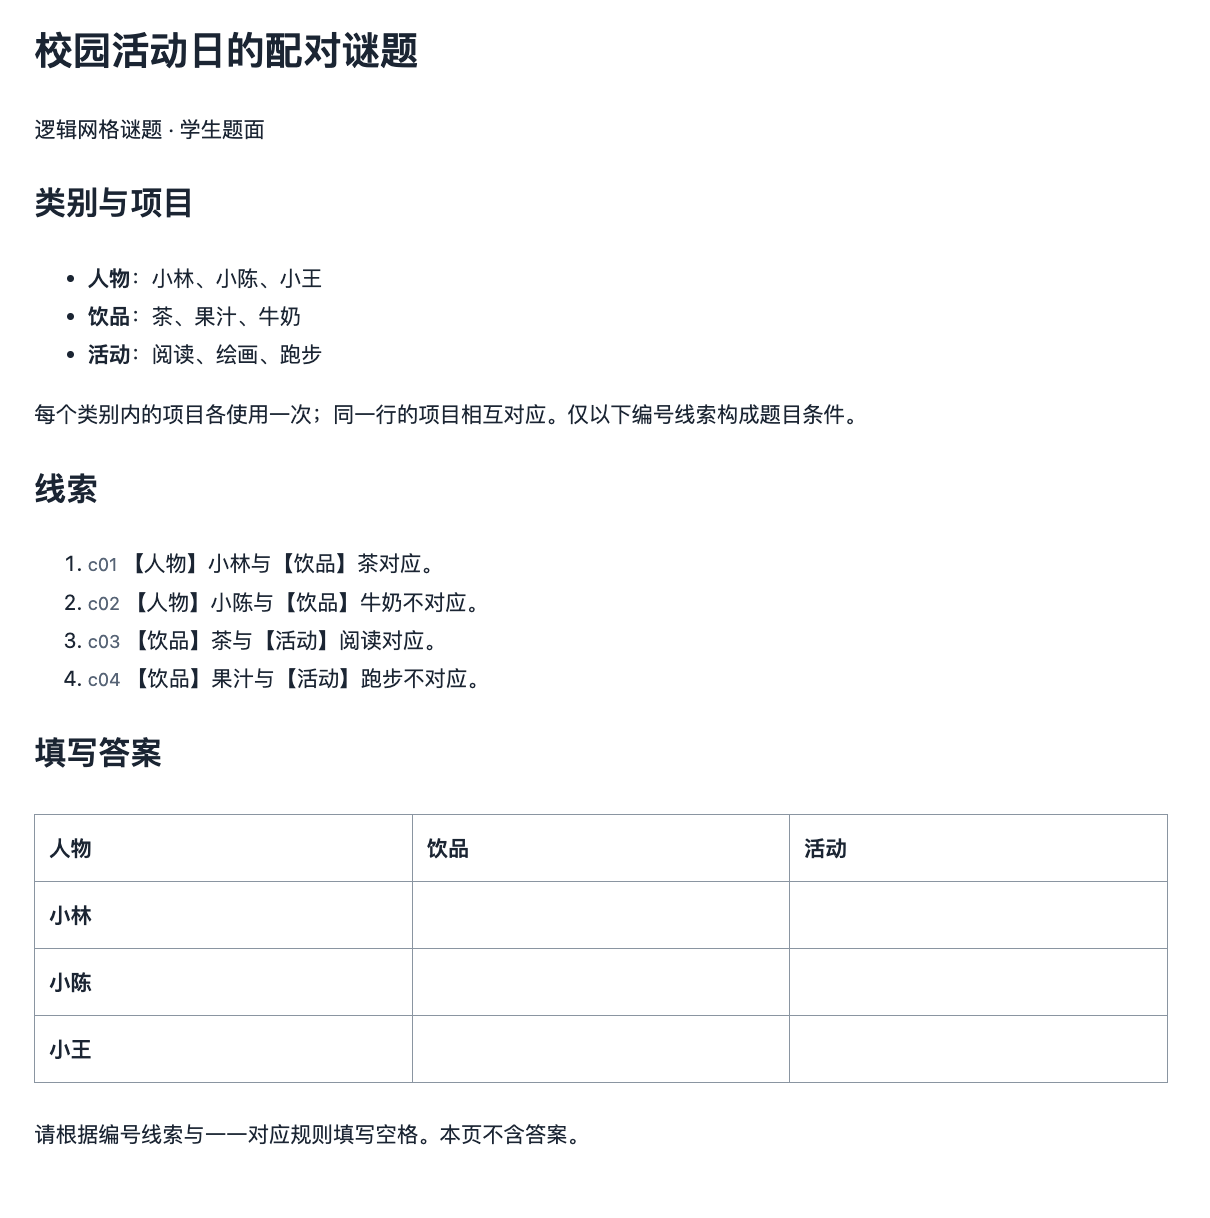 校园活动日的配对谜题
逻辑网格谜题 · 学生题面
类别与项目
• 人物：小林、小陈、小王
• 饮品：茶、果汁、牛奶
• 活动：阅读、绘画、跑步
每个类别内的项目各使用一次；同一行的项目相互对应。仅以下编号线索构成题目条件。
线索
1. c01 【人物】小林与【饮品】茶对应。
2. c02 【人物】小陈与【饮品】牛奶不对应。
3. c03 【饮品】茶与【活动】阅读对应。
4. c04 【饮品】果汁与【活动】跑步不对应。
填写答案
人物 饮品 活动
小林
小陈
小王
请根据编号线索与一一对应规则填写空格。本页不含答案。